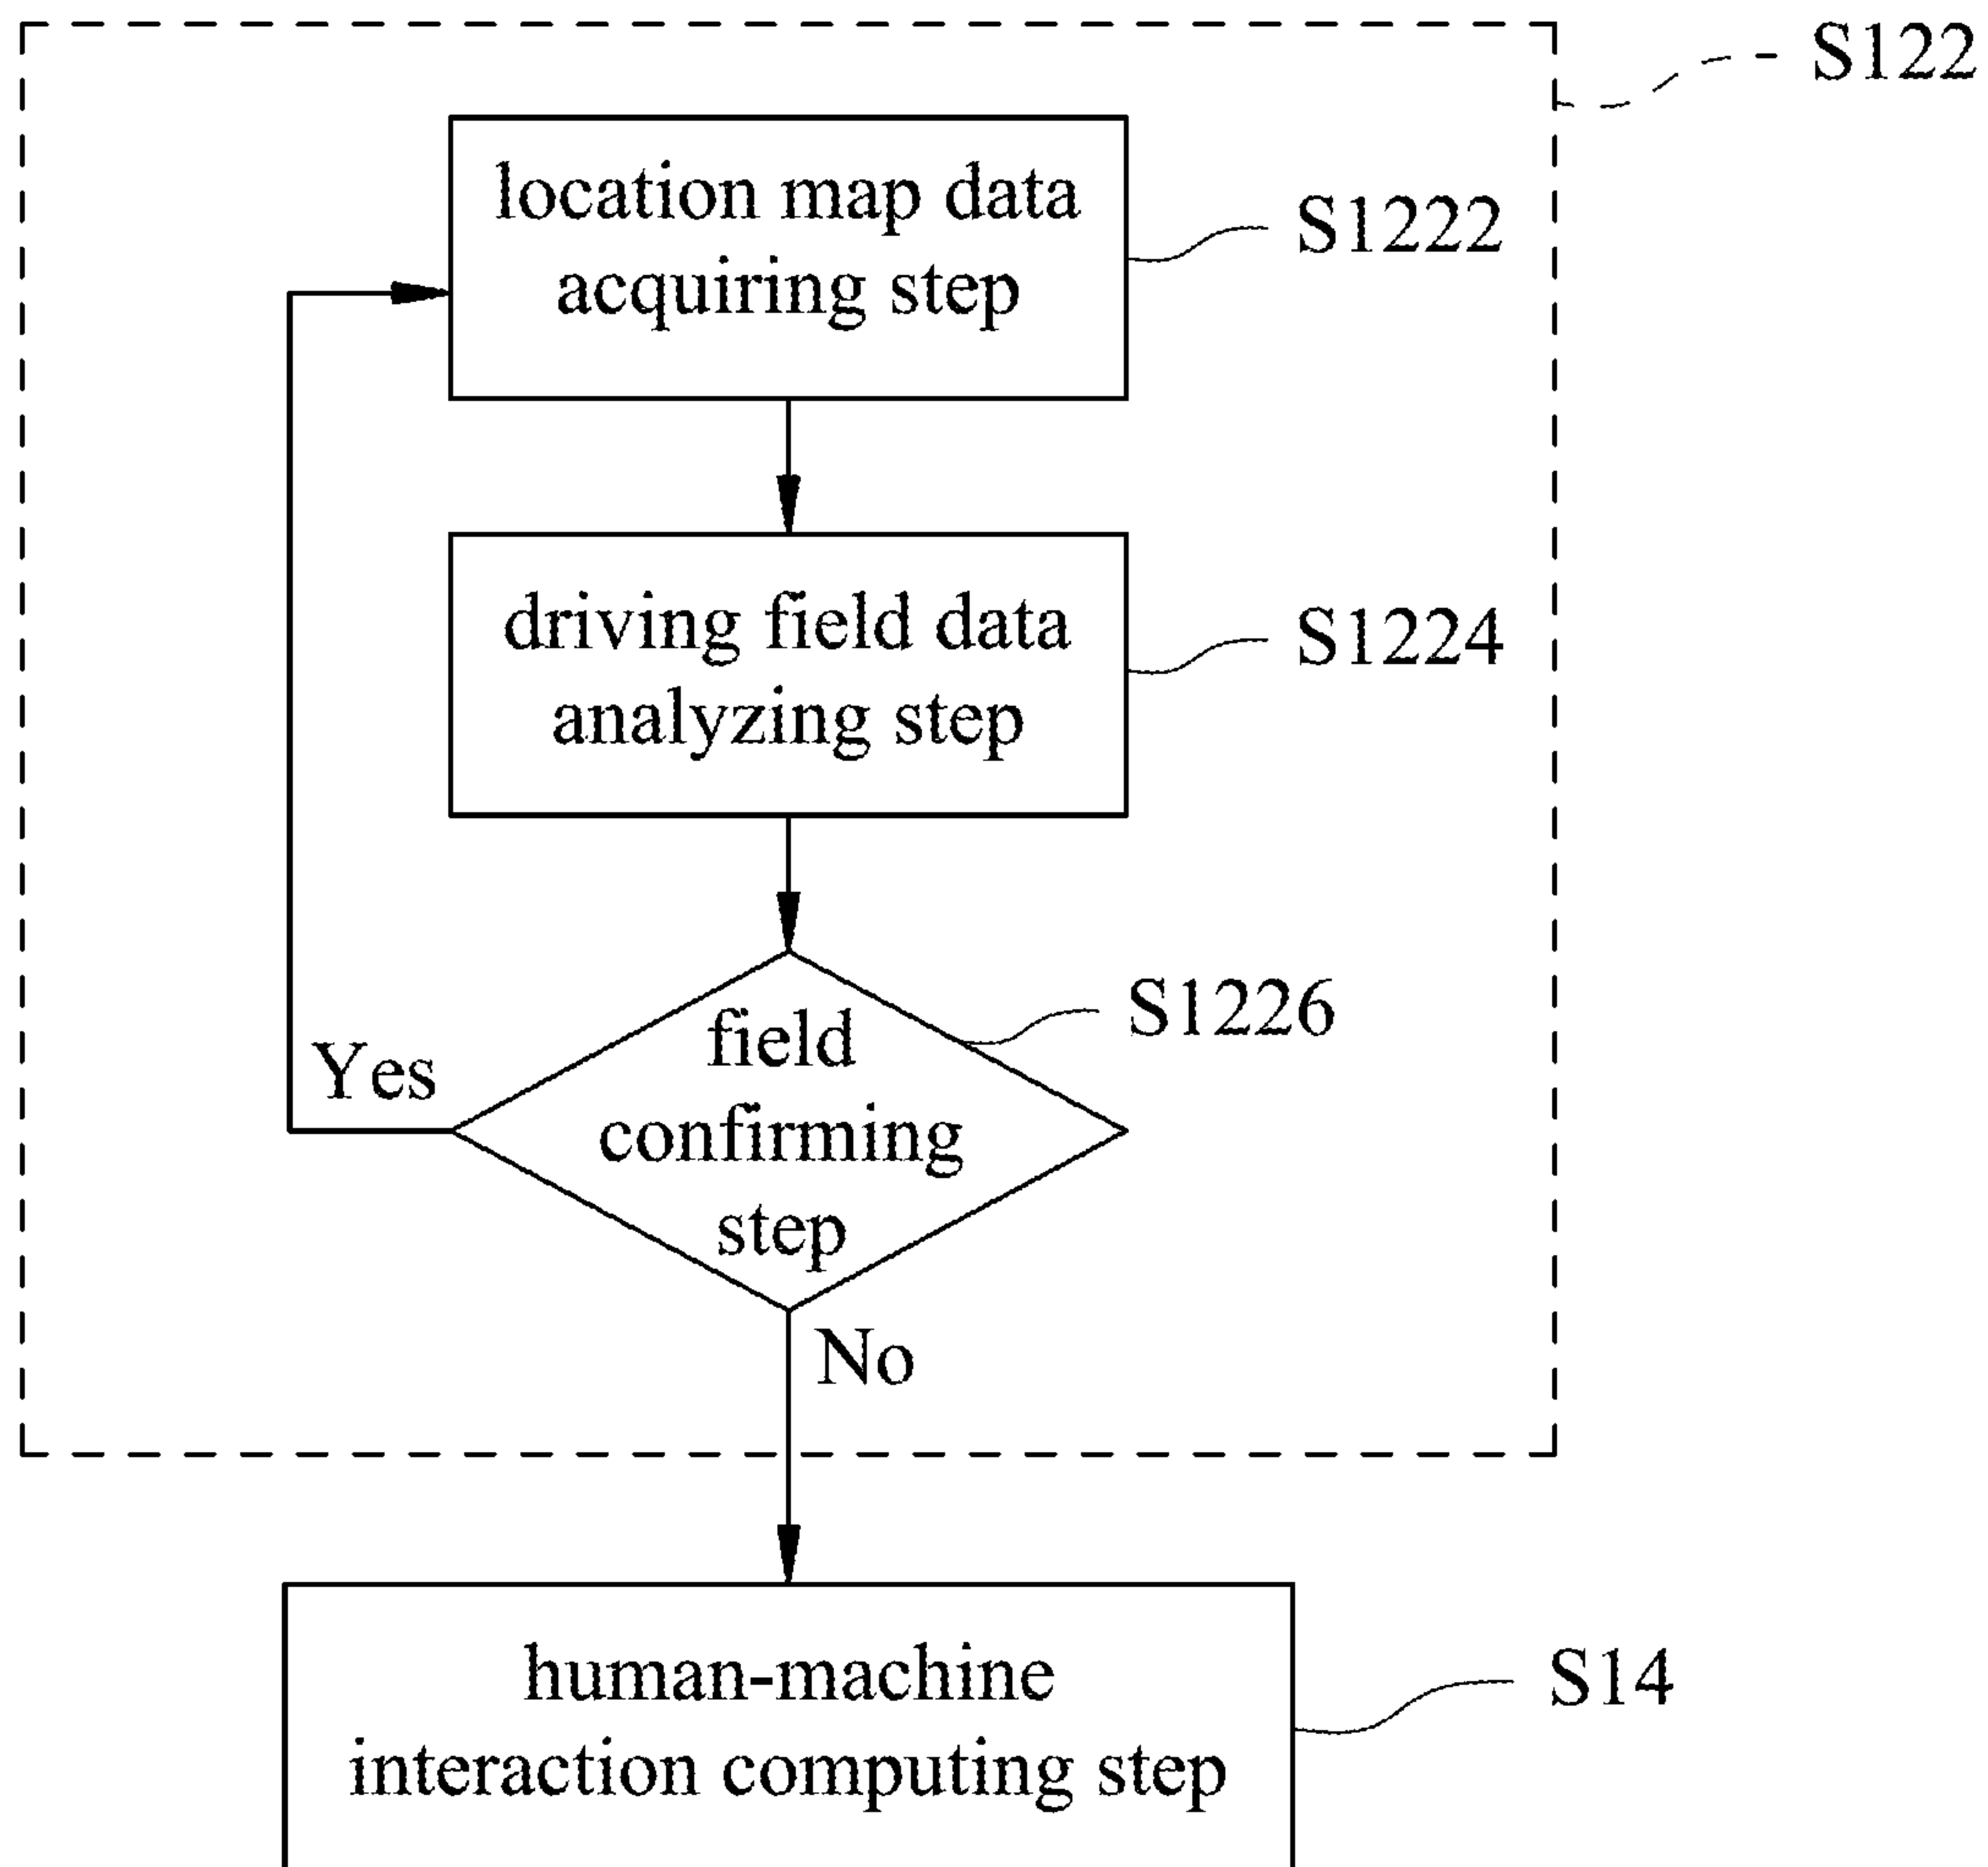 S122
location map data
acquiring step
S1222
driving field data
analyzing step
S1224
field
confirming
step
S1226
Yes
No
human-machine
interaction computing step
S14